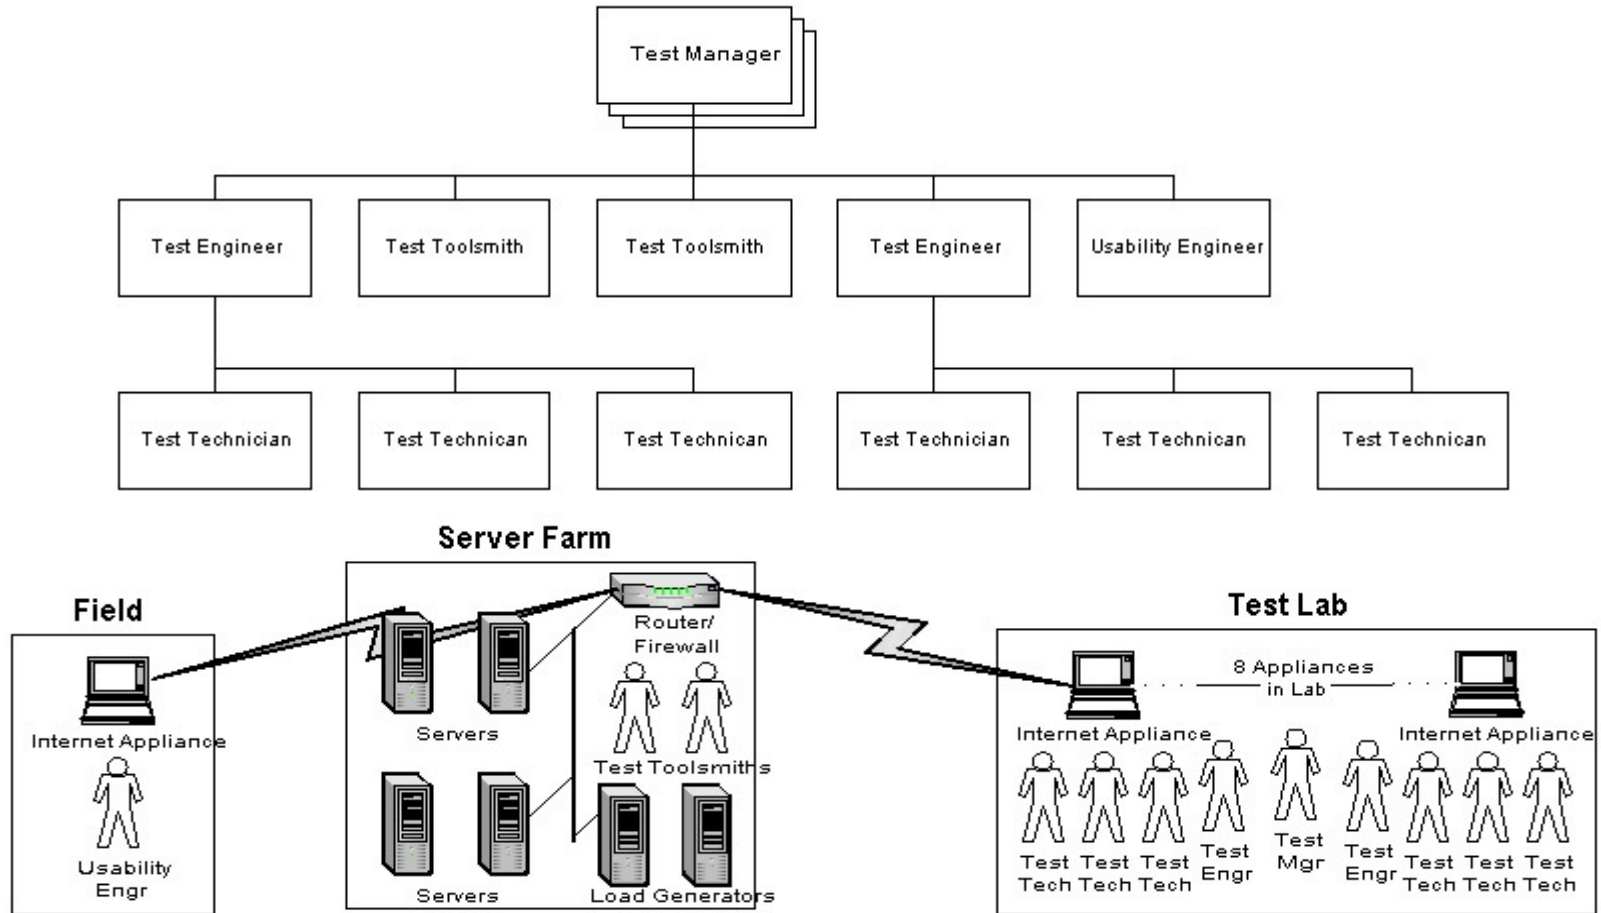 Test Manager
Test Engineer
Test Toolsmith
Test Toolsmith
Test Engineer
Usability Engineer
Test Technician
Test Technican
Test Technican
Test Technician
Test Technican
Test Technican
Server Farm
Field
Test Lab
Router/
Firewall
8 Appliances
in Lab
Internet Appliance
Servers
Internet Appliance
Internet Appliance
Test Toolsmiths
Usability
Engr
Servers
Load Generators
Test
Tech
Test
Tech
Test
Tech
Test
Engr
Test
Mgr
Test
Engr
Test
Tech
Test
Tech
Test
Tech